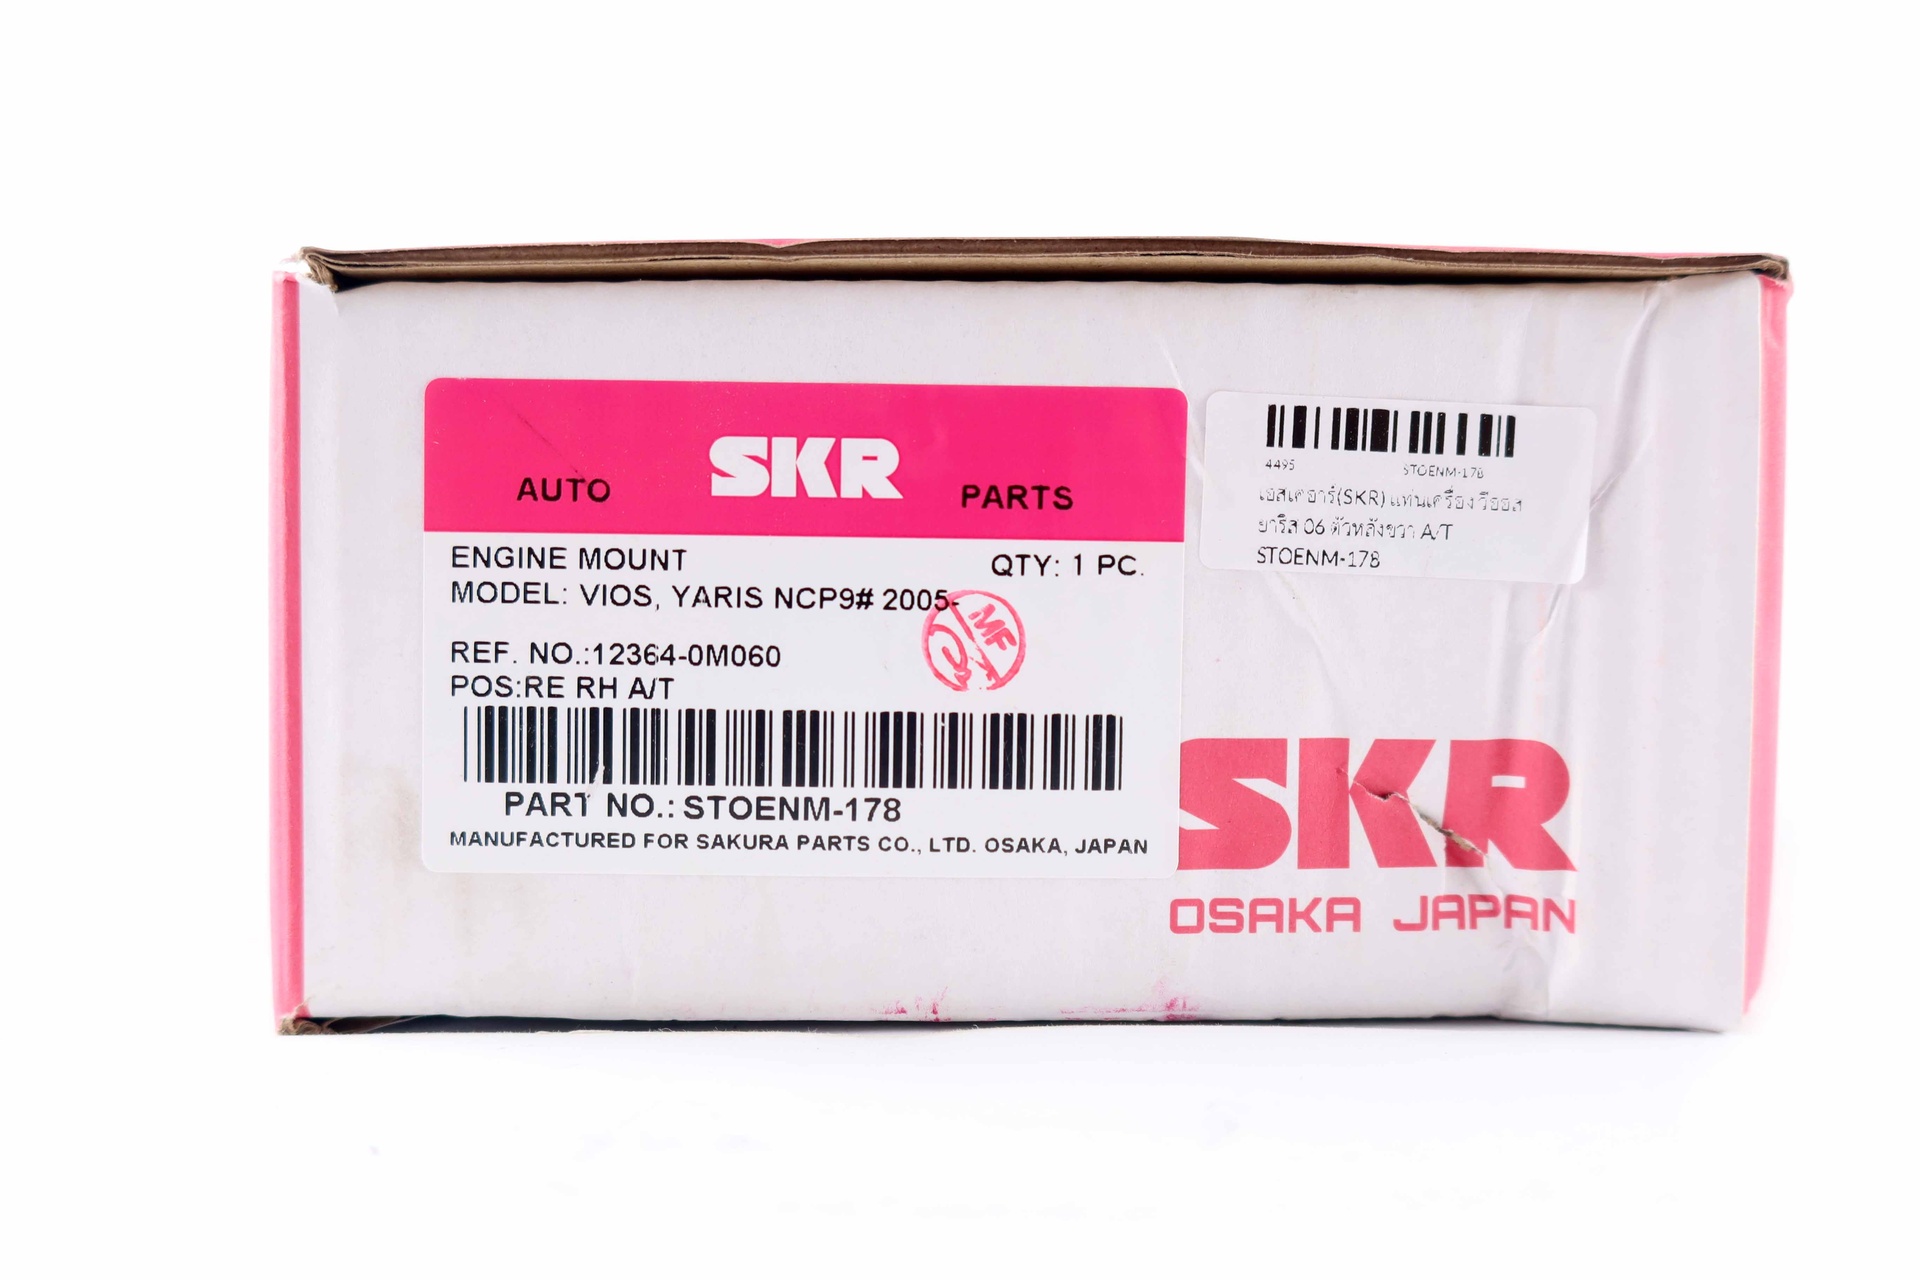 AUTO SKR PARTS
ENGINE MOUNT QTY: 1 PC.
MODEL: VIOS, YARIS NCP9# 2005-
REF. NO.:12364-0M060
POS:RE RH A/T
PART NO.: STOENM-178
MANUFACTURED FOR SAKURA PARTS CO., LTD. OSAKA, JAPAN
4495 STOENM-178
เอสเคอาร์(SKR) แท่นเครื่อง วีออส
ยาริส 06 ตัวหลังขวา A/T
STOENM-178
MF
SKR
OSAKA JAPAN